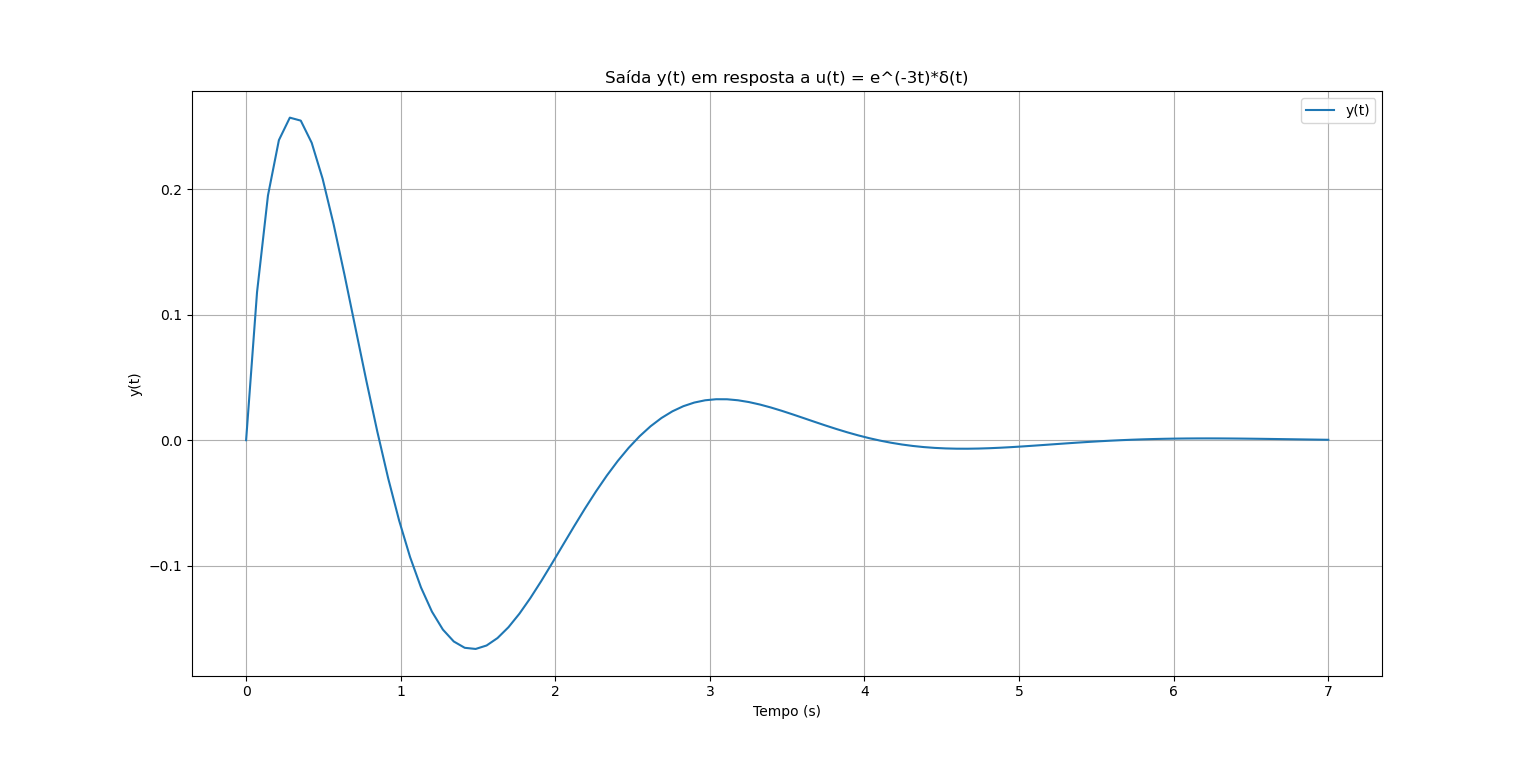 Saída y(t) em resposta a u(t) = e^(-3t)*δ(t)
y(t)
0.2
0.1
0.0
−0.1
y(t)
0 1 2 3 4 5 6 7
Tempo (s)